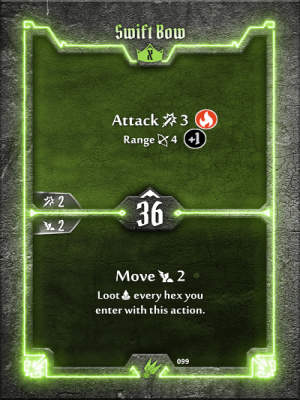 Swift Bow
X
Attack 3
Range 4 +1
2
36
2
Move 2
Loot every hex you
enter with this action.
099